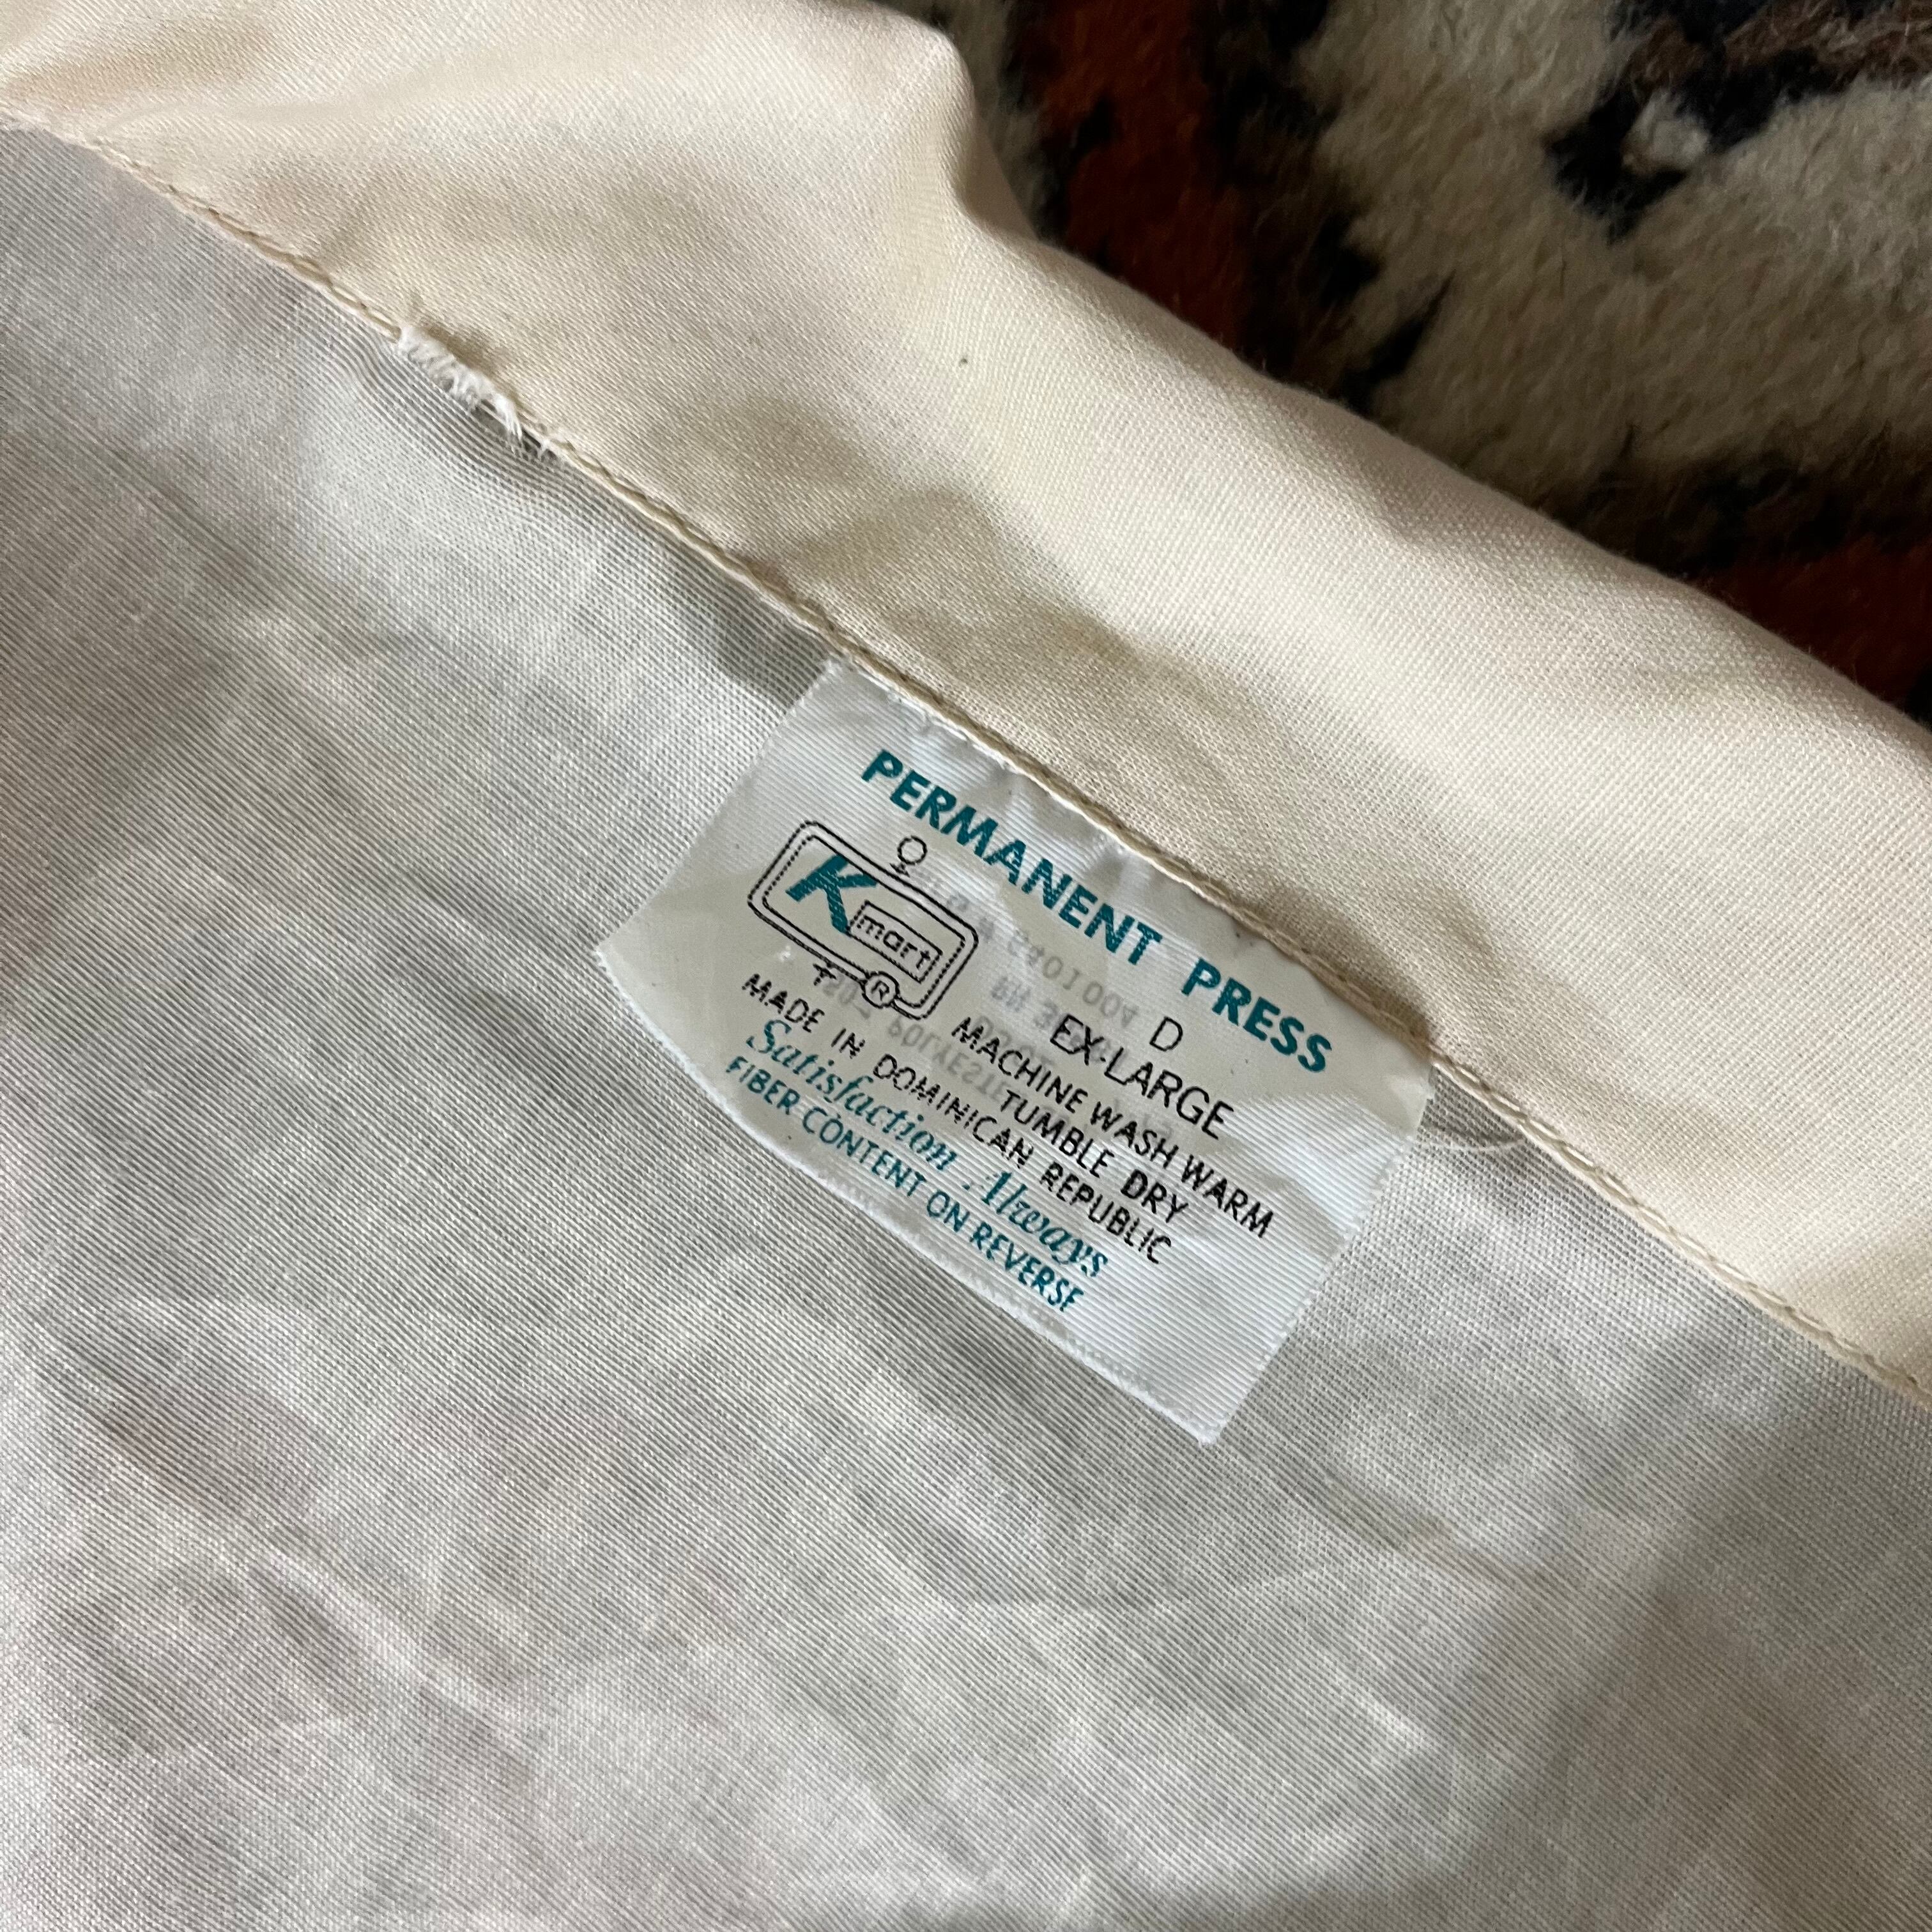 PERMANENT PRESS
K
mart
R
D
EX-LARGE
MACHINE WASH WARM
TUMBLE DRY
MADE IN DOMINICAN REPUBLIC
Satisfaction Always
FIBER CONTENT ON REVERSE